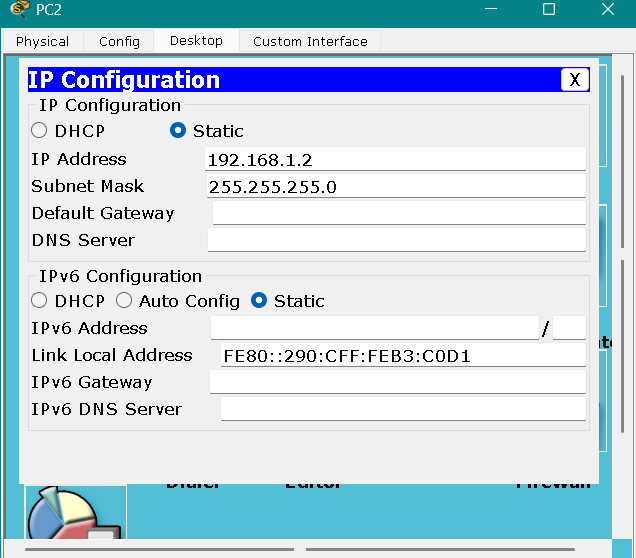 PC2
Physical Config Desktop Custom Interface
IP Configuration X
IP Configuration
DHCP Static
IP Address 192.168.1.2
Subnet Mask 255.255.255.0
Default Gateway
DNS Server
IPv6 Configuration
DHCP Auto Config Static
IPv6 Address /
Link Local Address FE80::290:CFF:FEB3:C0D1
IPv6 Gateway
IPv6 DNS Server
Dialer Editor Firewall